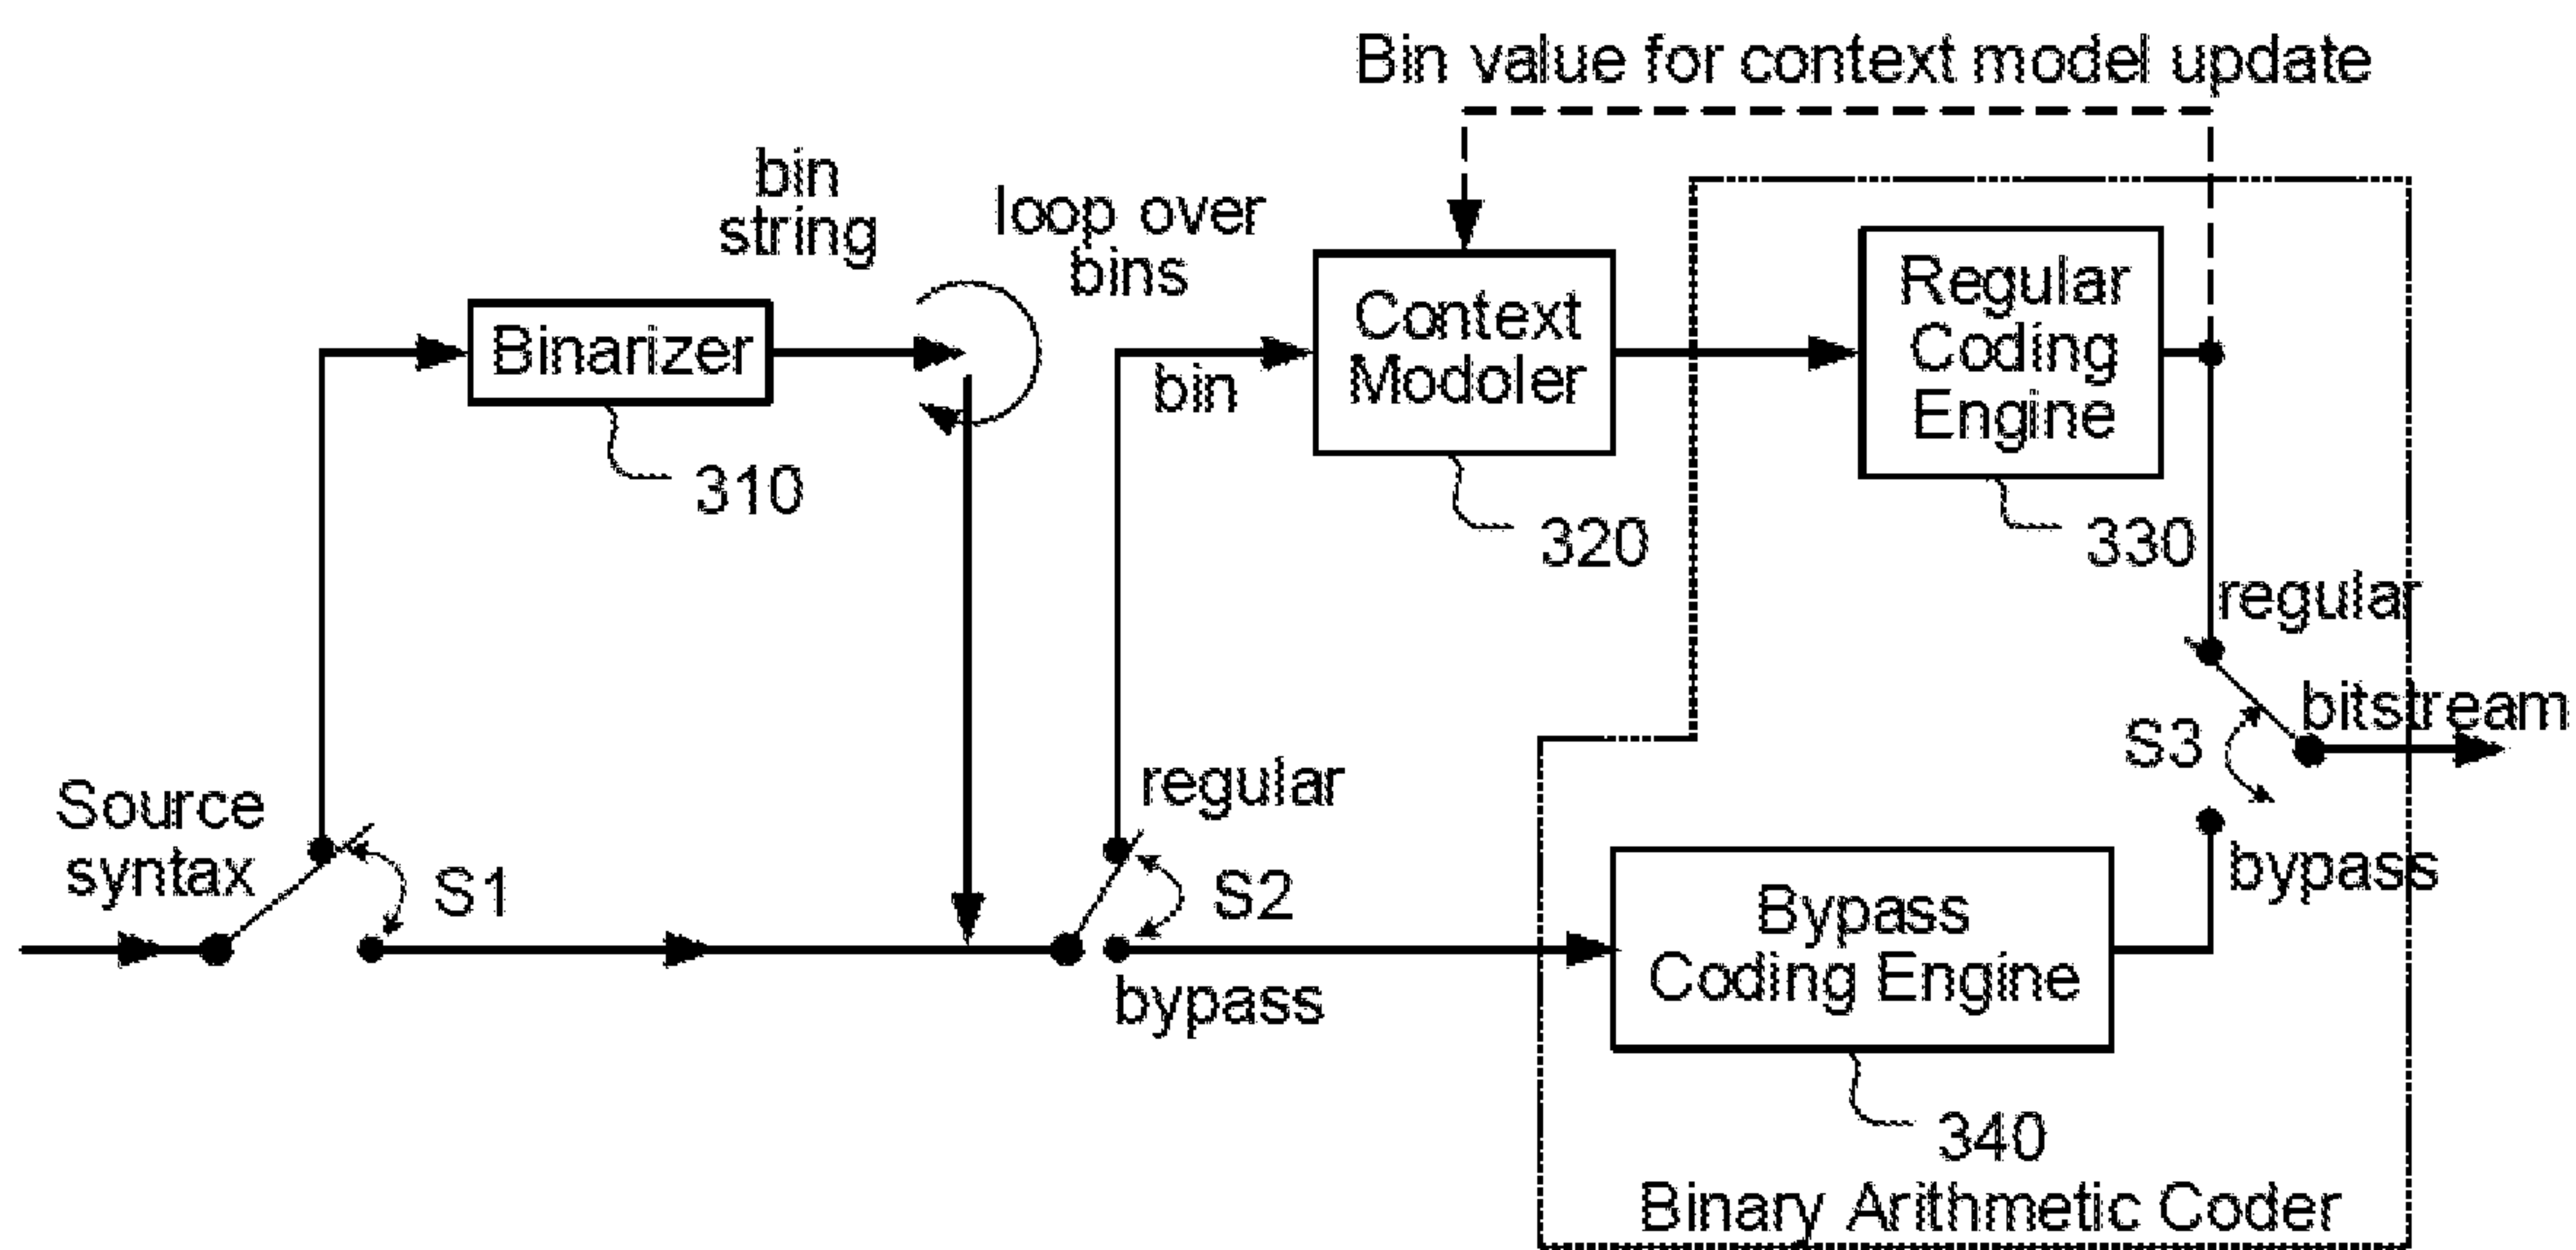 Bin value for context model update
bin
string
loop over
bins
Binarizer
310
bin
Context
Modoler
320
Regular
Coding
Engine
330
regular
bitstream
S3
bypass
Source
syntax
S1
regular
S2
bypass
Bypass
Coding Engine
340
Binary Arithmetic Coder